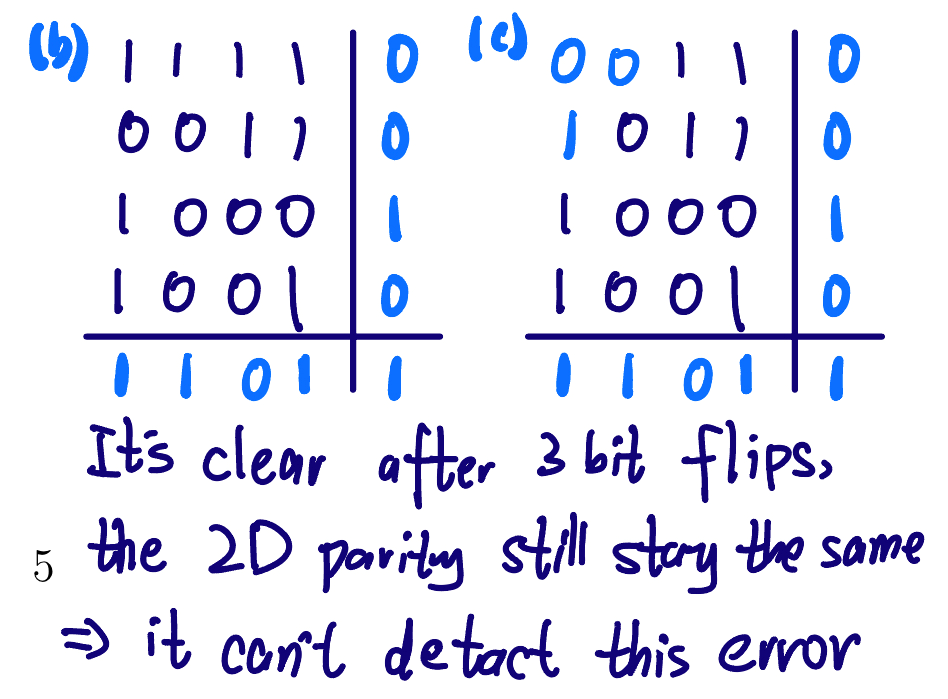 (b) 1 1 1 1 | 0 (c) 0 0 1 1 | 0
0 0 1 1 | 0 1 0 1 1 | 0
1 0 0 0 | 1 1 0 0 0 | 1
1 0 0 1 | 0 1 0 0 1 | 0
1 1 0 1 | 1 1 1 0 1 | 1
It's clear after 3 bit flips,
5 the 2D parity still stay the same
⇒ it can't detact this error